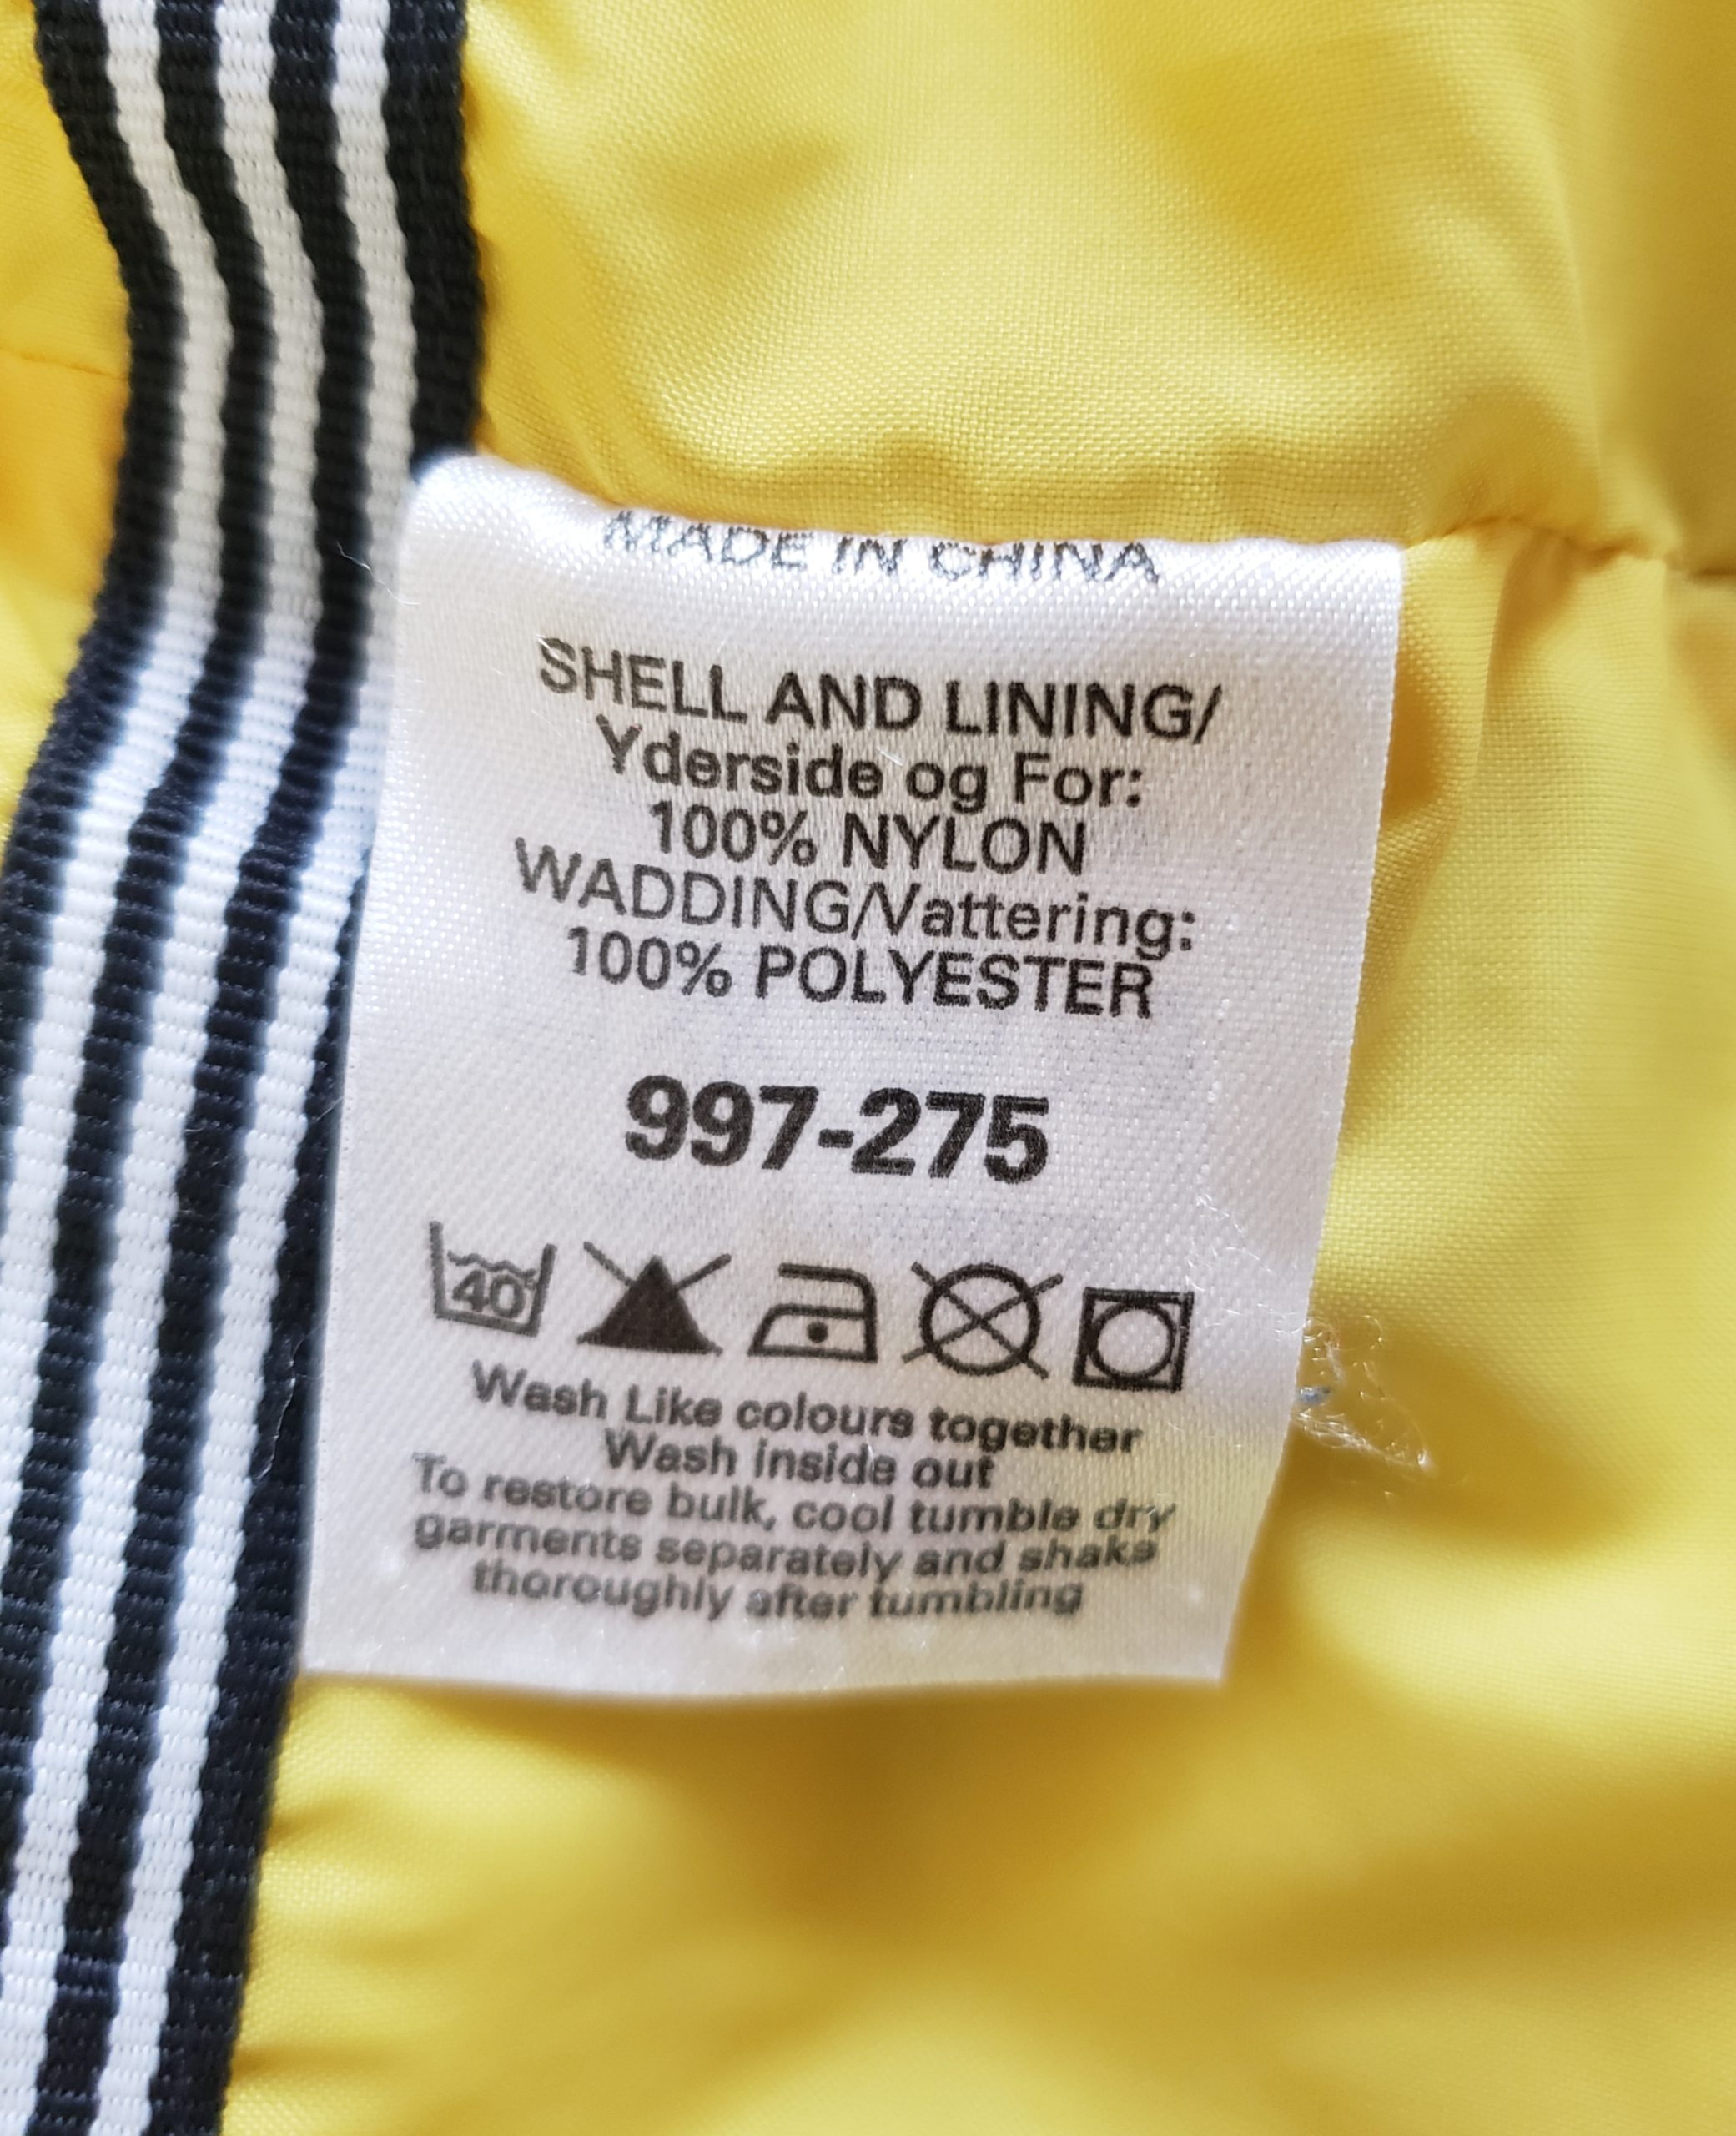 MADE IN CHINA
SHELL AND LINING/
Yderside og For:
100% NYLON
WADDING/Vattering:
100% POLYESTER
997-275
40
Wash Like colours together
Wash inside out
To restore bulk, cool tumble dry
garments separately and shake
thoroughly after tumbling